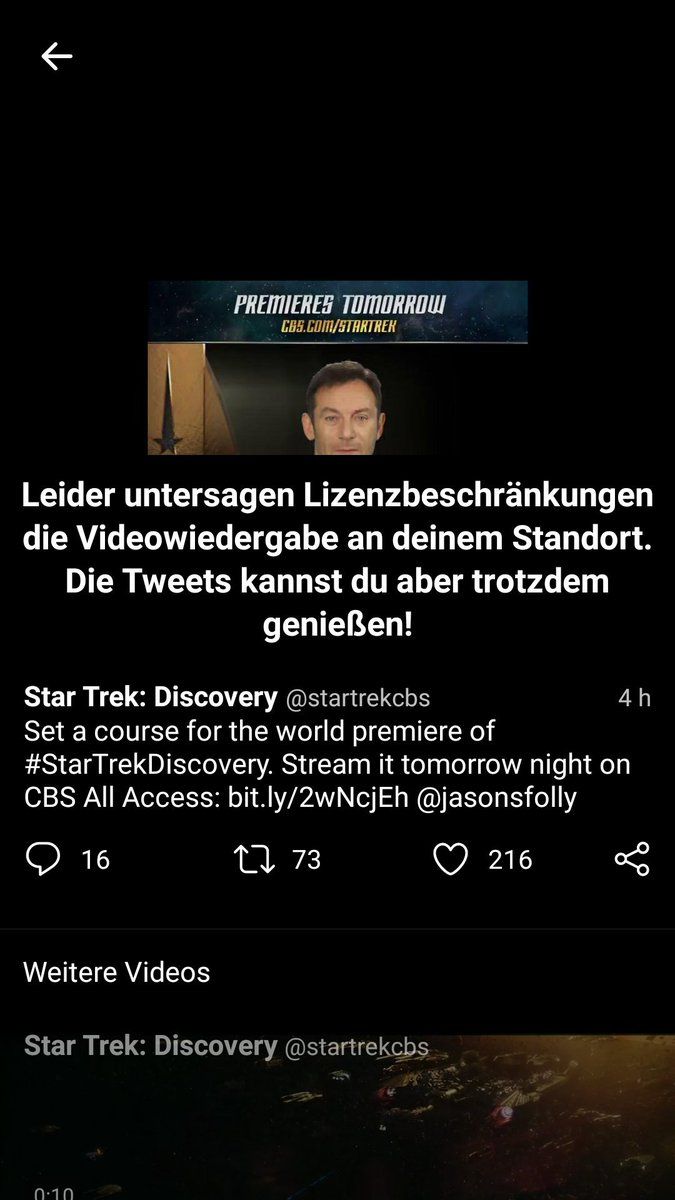 PREMIERES TOMORROW
CBS.COM/STARTREK
Leider untersagen Lizenzbeschränkungen
die Videowiedergabe an deinem Standort.
Die Tweets kannst du aber trotzdem
genießen!
Star Trek: Discovery @startrekcbs 4 h
Set a course for the world premiere of
#StarTrekDiscovery. Stream it tomorrow night on
CBS All Access: bit.ly/2wNcjEh @jasonsfolly
16 73 216
Weitere Videos
Star Trek: Discovery @startrekcbs
0:10